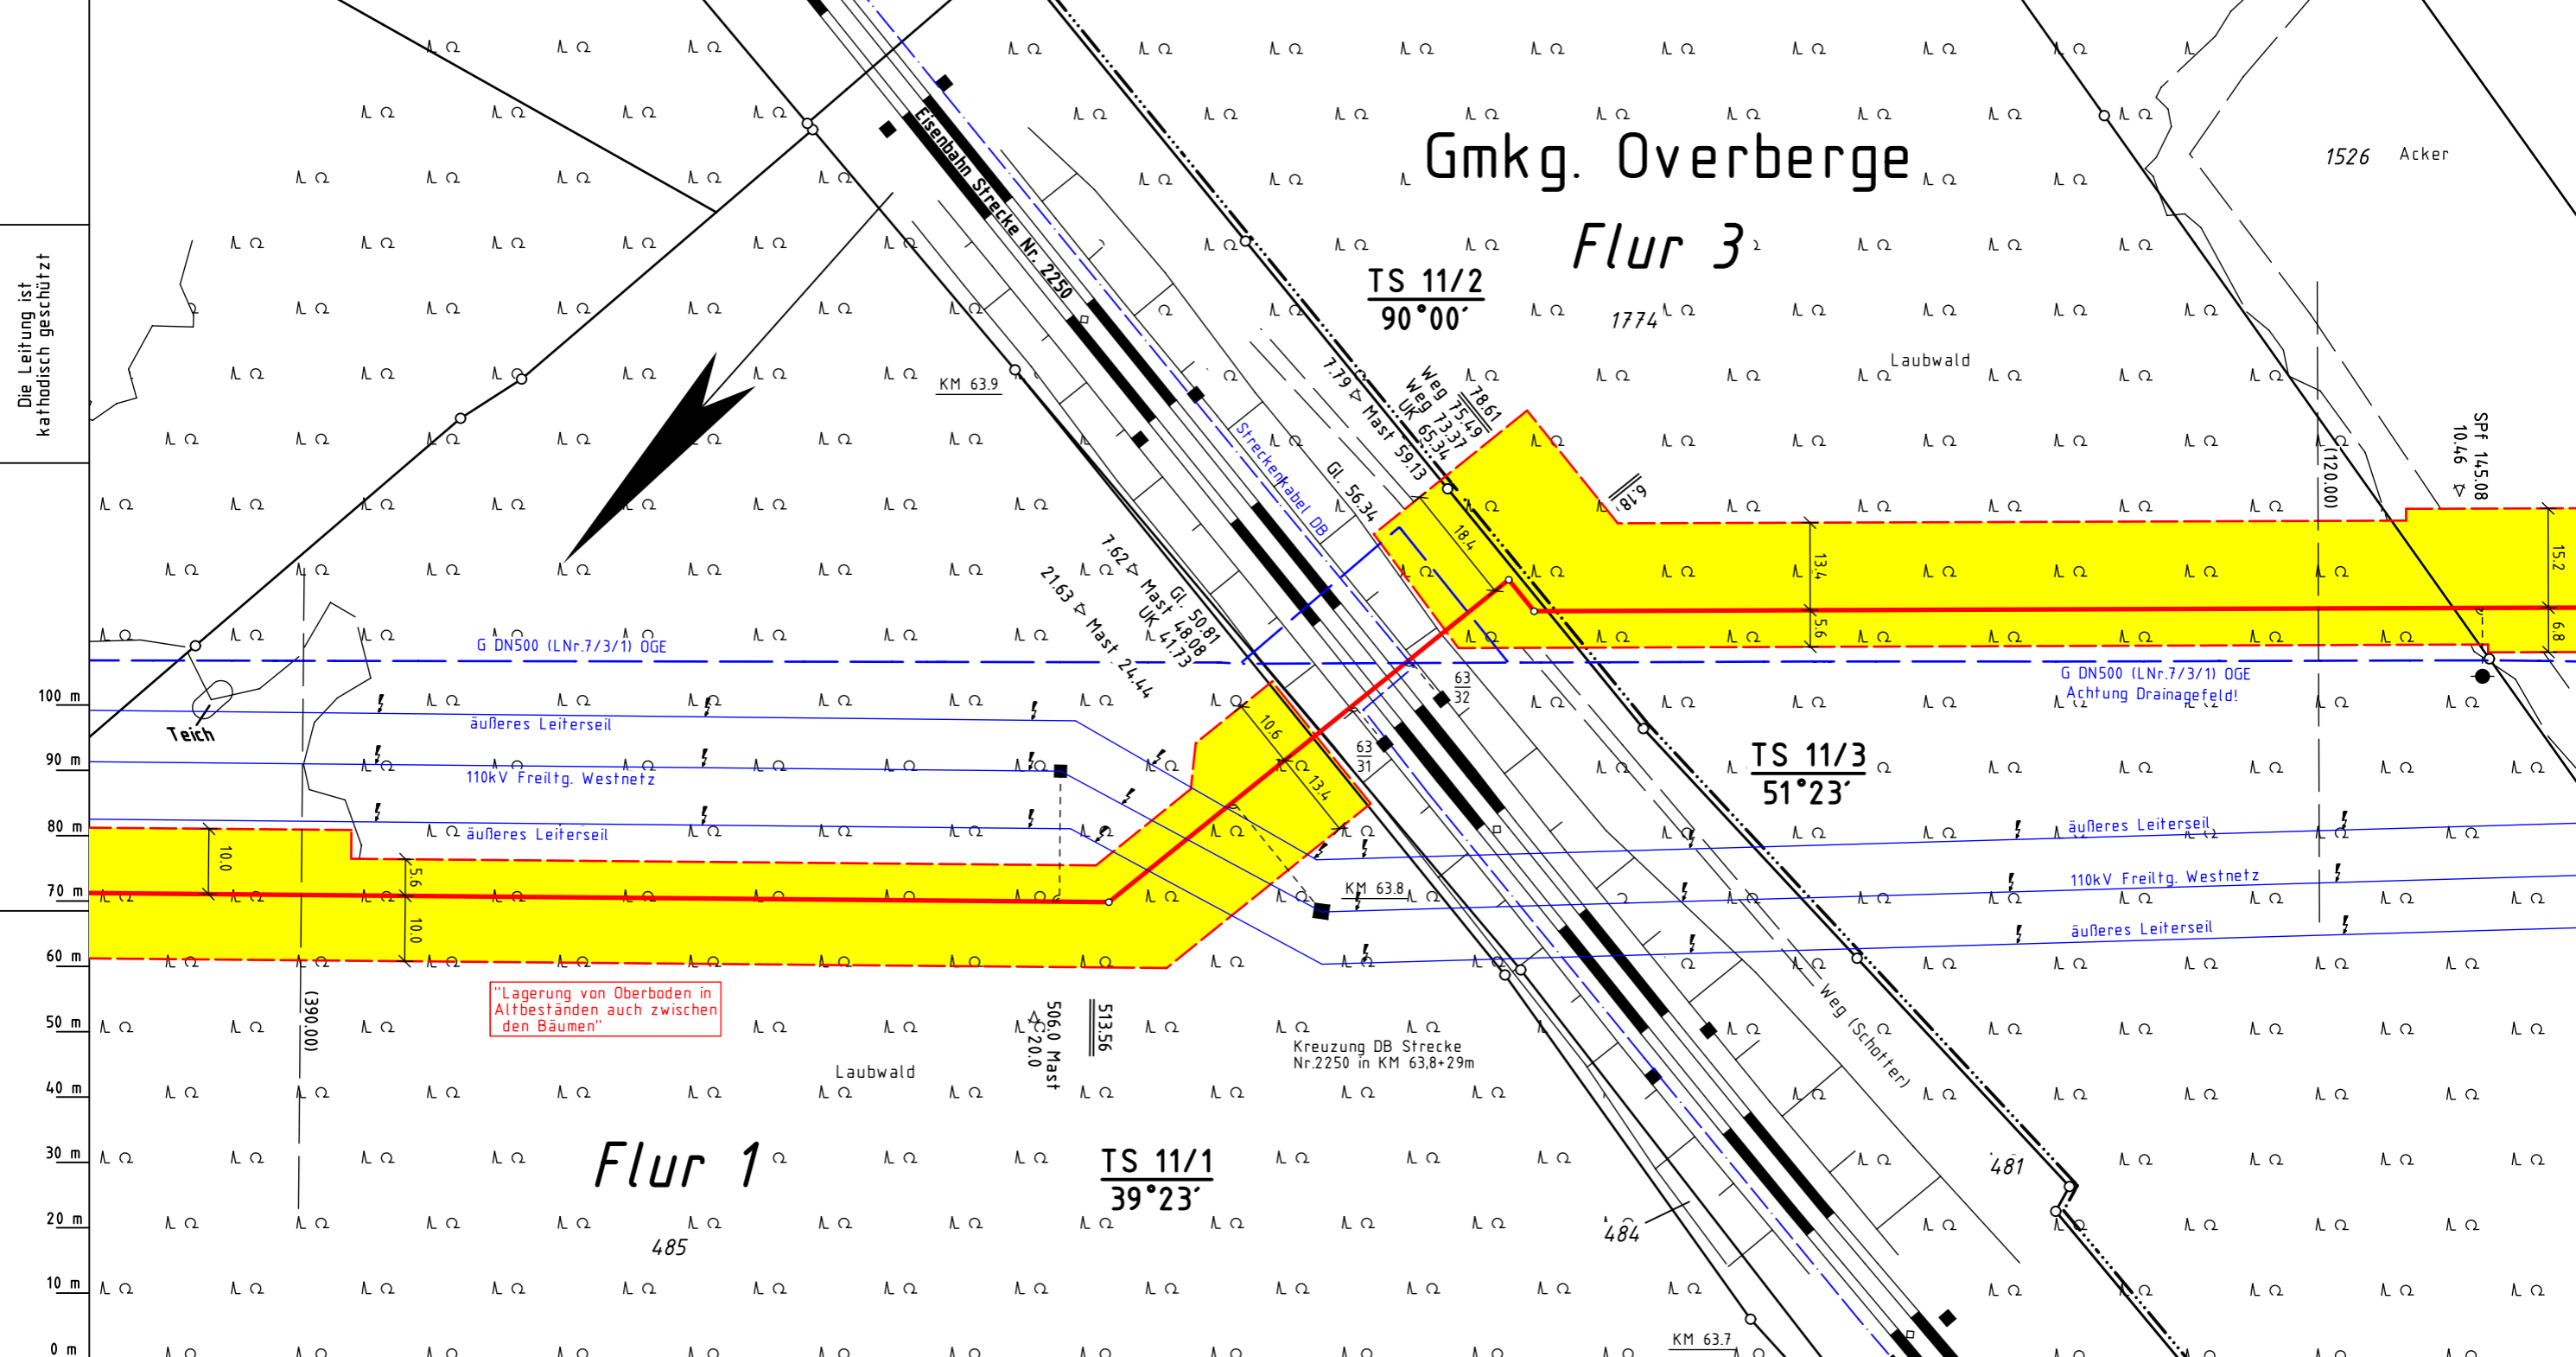 Die Leitung ist
kathodisch geschützt
Eisenbahn Strecke Nr. 2250
Gmkg. Overberge
Flur 3
1526 Acker
TS 11/2
90°00′
1774
Laubwald
KM 63.9
Streckenkabel DB
78.61
Weg 75.49
Weg 73.37
UK 65.34
7.79 Mast 59.13
Gl. 56.34
6.18
18.4
13.4
5.6
(120.00)
SPf 145.08
10.46
15.2
6.8
Gl. 50.81
7.62 Mast 48.08
UK 41.73
21.63 Mast 24.44
G DN500 (LNr.7/3/1) OGE
G DN500 (LNr.7/3/1) OGE
Achtung Drainagefeld!
63
32
63
31
Teich
äußeres Leiterseil
110kV Freiltg. Westnetz
äußeres Leiterseil
10.6
13.4
TS 11/3
51°23′
äußeres Leiterseil
110kV Freiltg. Westnetz
äußeres Leiterseil
100 m
90 m
80 m
70 m
60 m
50 m
40 m
30 m
20 m
10 m
0 m
10.0
5.6
10.0
KM 63.8
"Lagerung von Oberboden in
Altbeständen auch zwischen
den Bäumen"
(390.00)
513.56
506.0 Mast
20.0
Laubwald
Kreuzung DB Strecke
Nr.2250 in KM 63,8+29m
Weg (Schotter)
Flur 1
TS 11/1
39°23′
485
484
481
KM 63.7